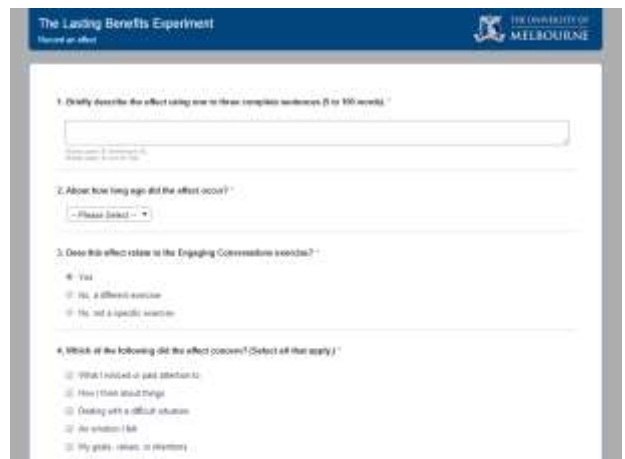 The Lasting Benefits Experiment
Record an effect
THE UNIVERSITY OF
MELBOURNE
1. Briefly describe the effect using one to three complete sentences (5 to 100 words). *
2. About how long ago did the effect occur? *
-- Please Select --
3. Does this effect relate to the Engaging Conversations exercise? *
Yes
No, a different exercise
No, not a specific exercise
4. Which of the following did the effect concern? (Select all that apply.) *
What I noticed or paid attention to
How I think about things
Dealing with a difficult situation
An emotion I felt
My goals, values, or intentions